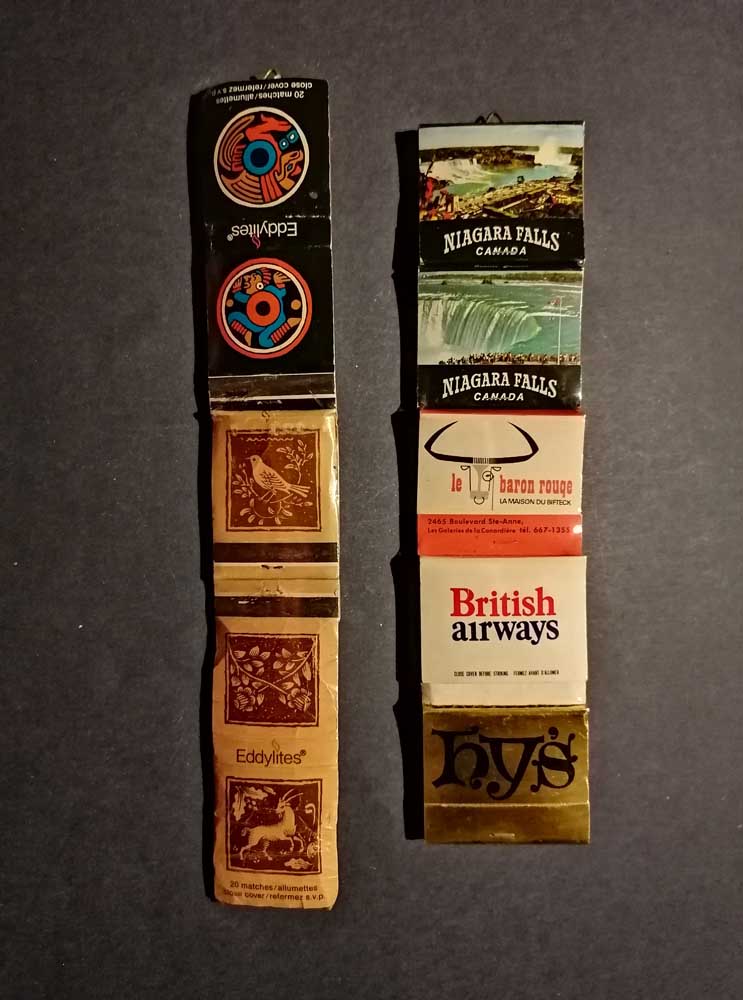 20 matches/allumettes
close cover/refermez s.v.p.
Eddylites®
Eddylites®
20 matches/allumettes
close cover/refermez s.v.p.
NIAGARA FALLS
CANADA
NIAGARA FALLS
CANADA
le baron rouge
LA MAISON DU BIFTECK
2465 Boulevard Ste-Anne,
Les Galeries de la Canardière tél. 667-1355
British
airways
CLOSE COVER BEFORE STRIKING FERMEZ AVANT D'ALLUMER
hy's